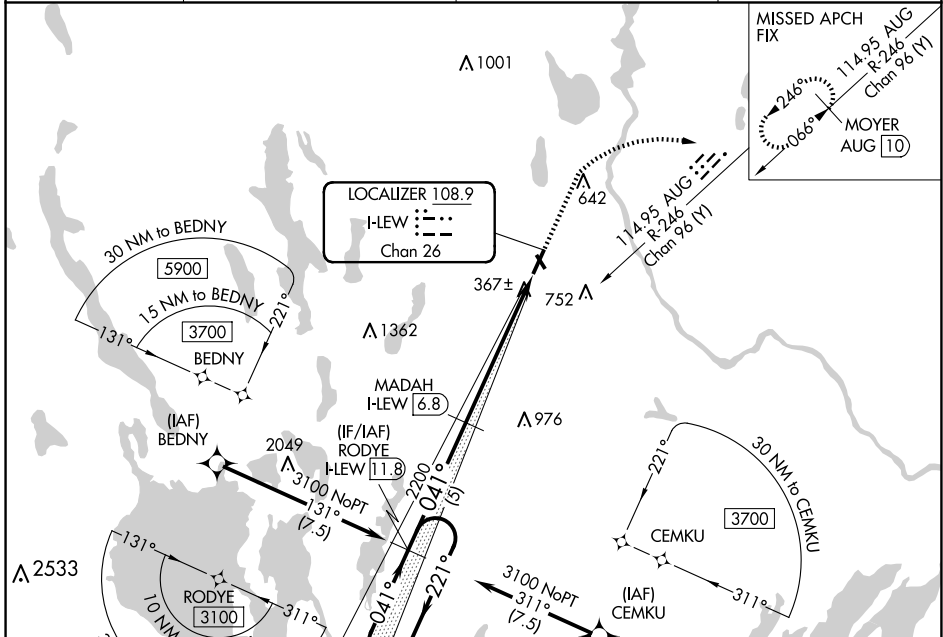 MISSED APCH
FIX
114.95 AUG
R-246
Chan 96 (Y)
246°
066°
MOYER
AUG 10
1001
LOCALIZER 108.9
I-LEW
Chan 26
642
114.95 AUG
R-246
Chan 96 (Y)
30 NM to BEDNY
5900
15 NM to BEDNY
3700
221°
131°
BEDNY
367±
752
1362
MADAH
I-LEW 6.8
976
(IAF)
BEDNY
2049
(IF/IAF)
RODYE
I-LEW 11.8
3100 NoPT
131°
(7.5)
2200
041°
(5)
30 NM to CEMKU
221°
3700
CEMKU
311°
131°
2533
RODYE
3100
311°
10 NM
041°
221°
3100 NoPT
311°
(7.5)
(IAF)
CEMKU